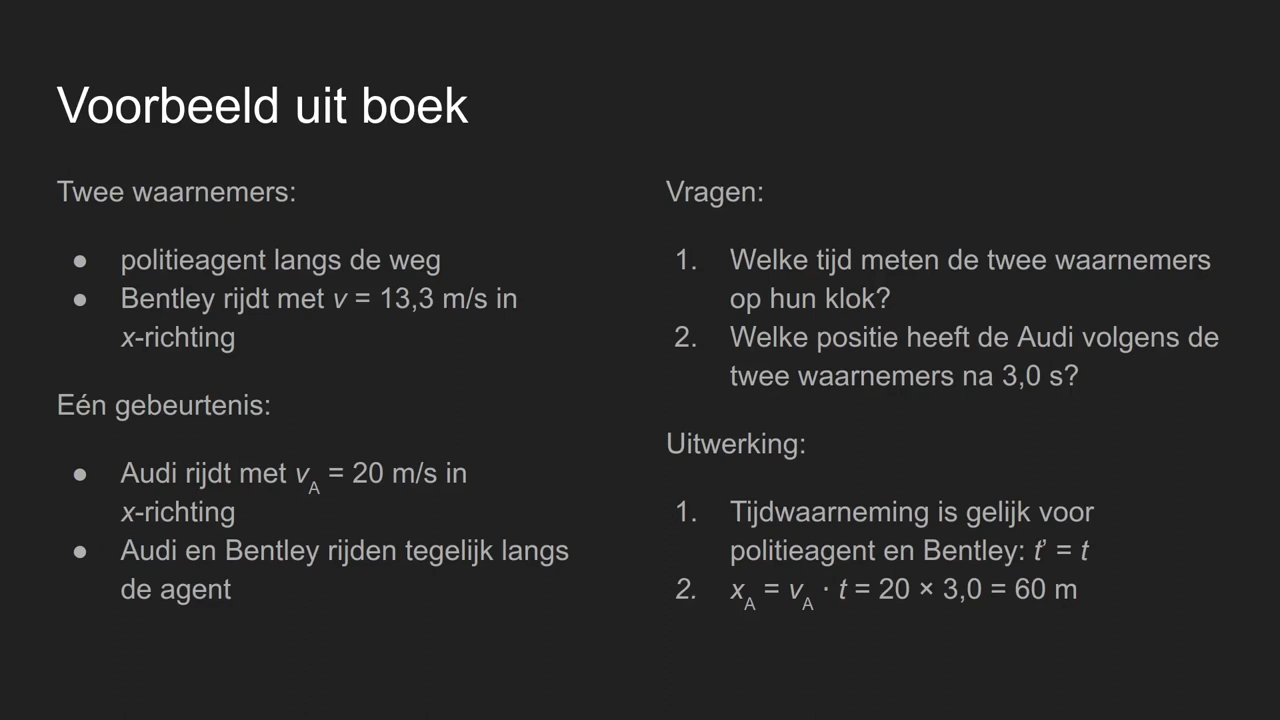 Voorbeeld uit boek
Twee waarnemers:
● politieagent langs de weg
● Bentley rijdt met v = 13,3 m/s in
x-richting
Eén gebeurtenis:
● Audi rijdt met vA = 20 m/s in
x-richting
● Audi en Bentley rijden tegelijk langs
de agent
Vragen:
1. Welke tijd meten de twee waarnemers
op hun klok?
2. Welke positie heeft de Audi volgens de
twee waarnemers na 3,0 s?
Uitwerking:
1. Tijdwaarneming is gelijk voor
politieagent en Bentley: t’ = t
2. xA = vA · t = 20 × 3,0 = 60 m